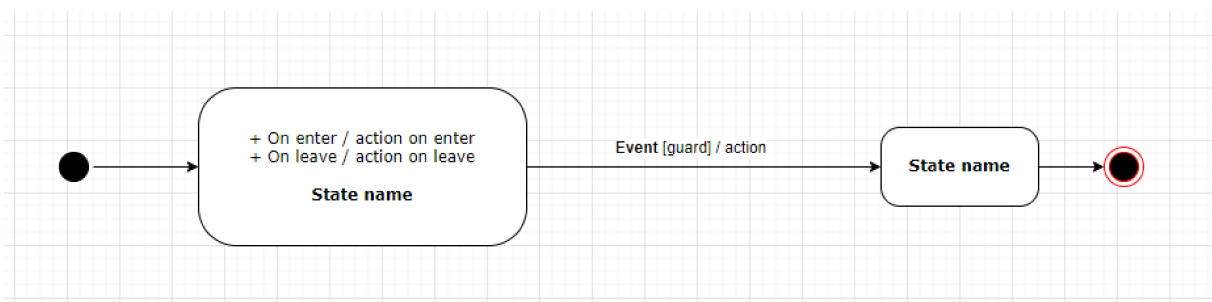 + On enter / action on enter
+ On leave / action on leave
State name
Event [guard] / action
State name